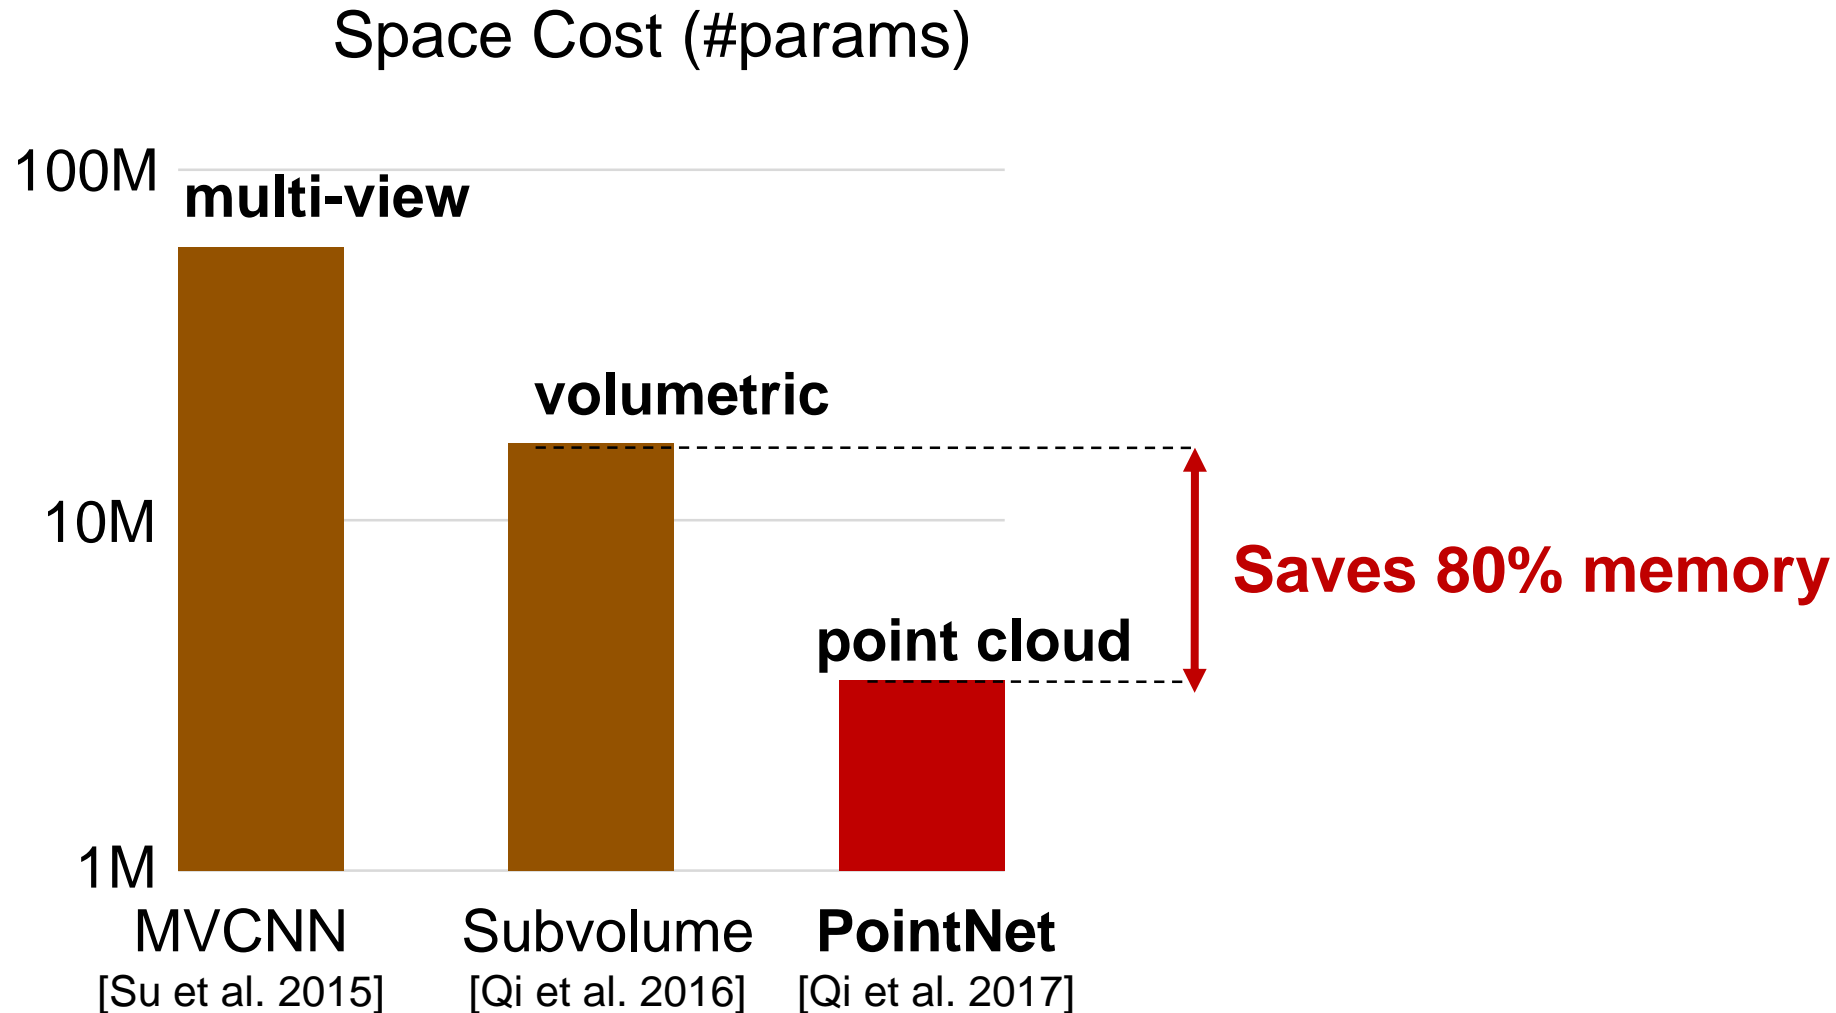 Space Cost (#params)
100M
multi-view
volumetric
10M
Saves 80% memory
point cloud
1M
MVCNN
[Su et al. 2015]
Subvolume
[Qi et al. 2016]
PointNet
[Qi et al. 2017]